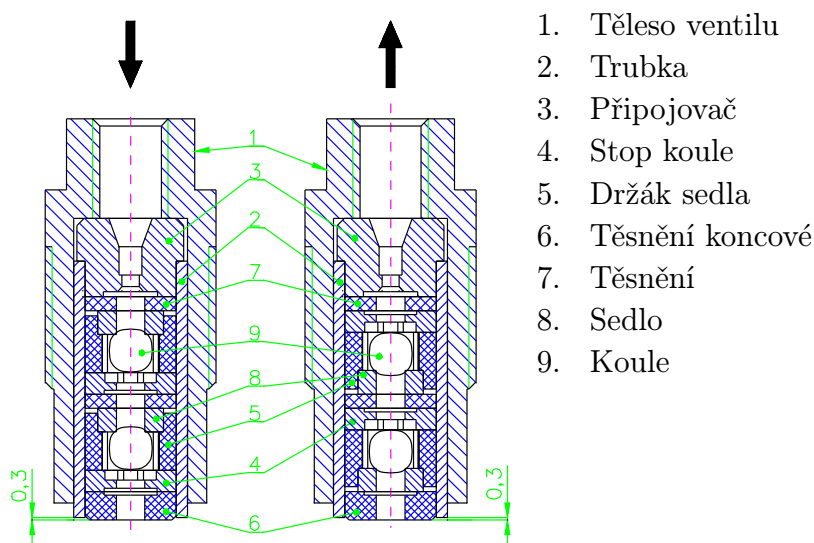 1. Těleso ventilu
2. Trubka
3. Připojovač
4. Stop koule
5. Držák sedla
6. Těsnění koncové
7. Těsnění
8. Sedlo
9. Koule
1
3
2
7
9
8
5
4
6
0,3
0,3